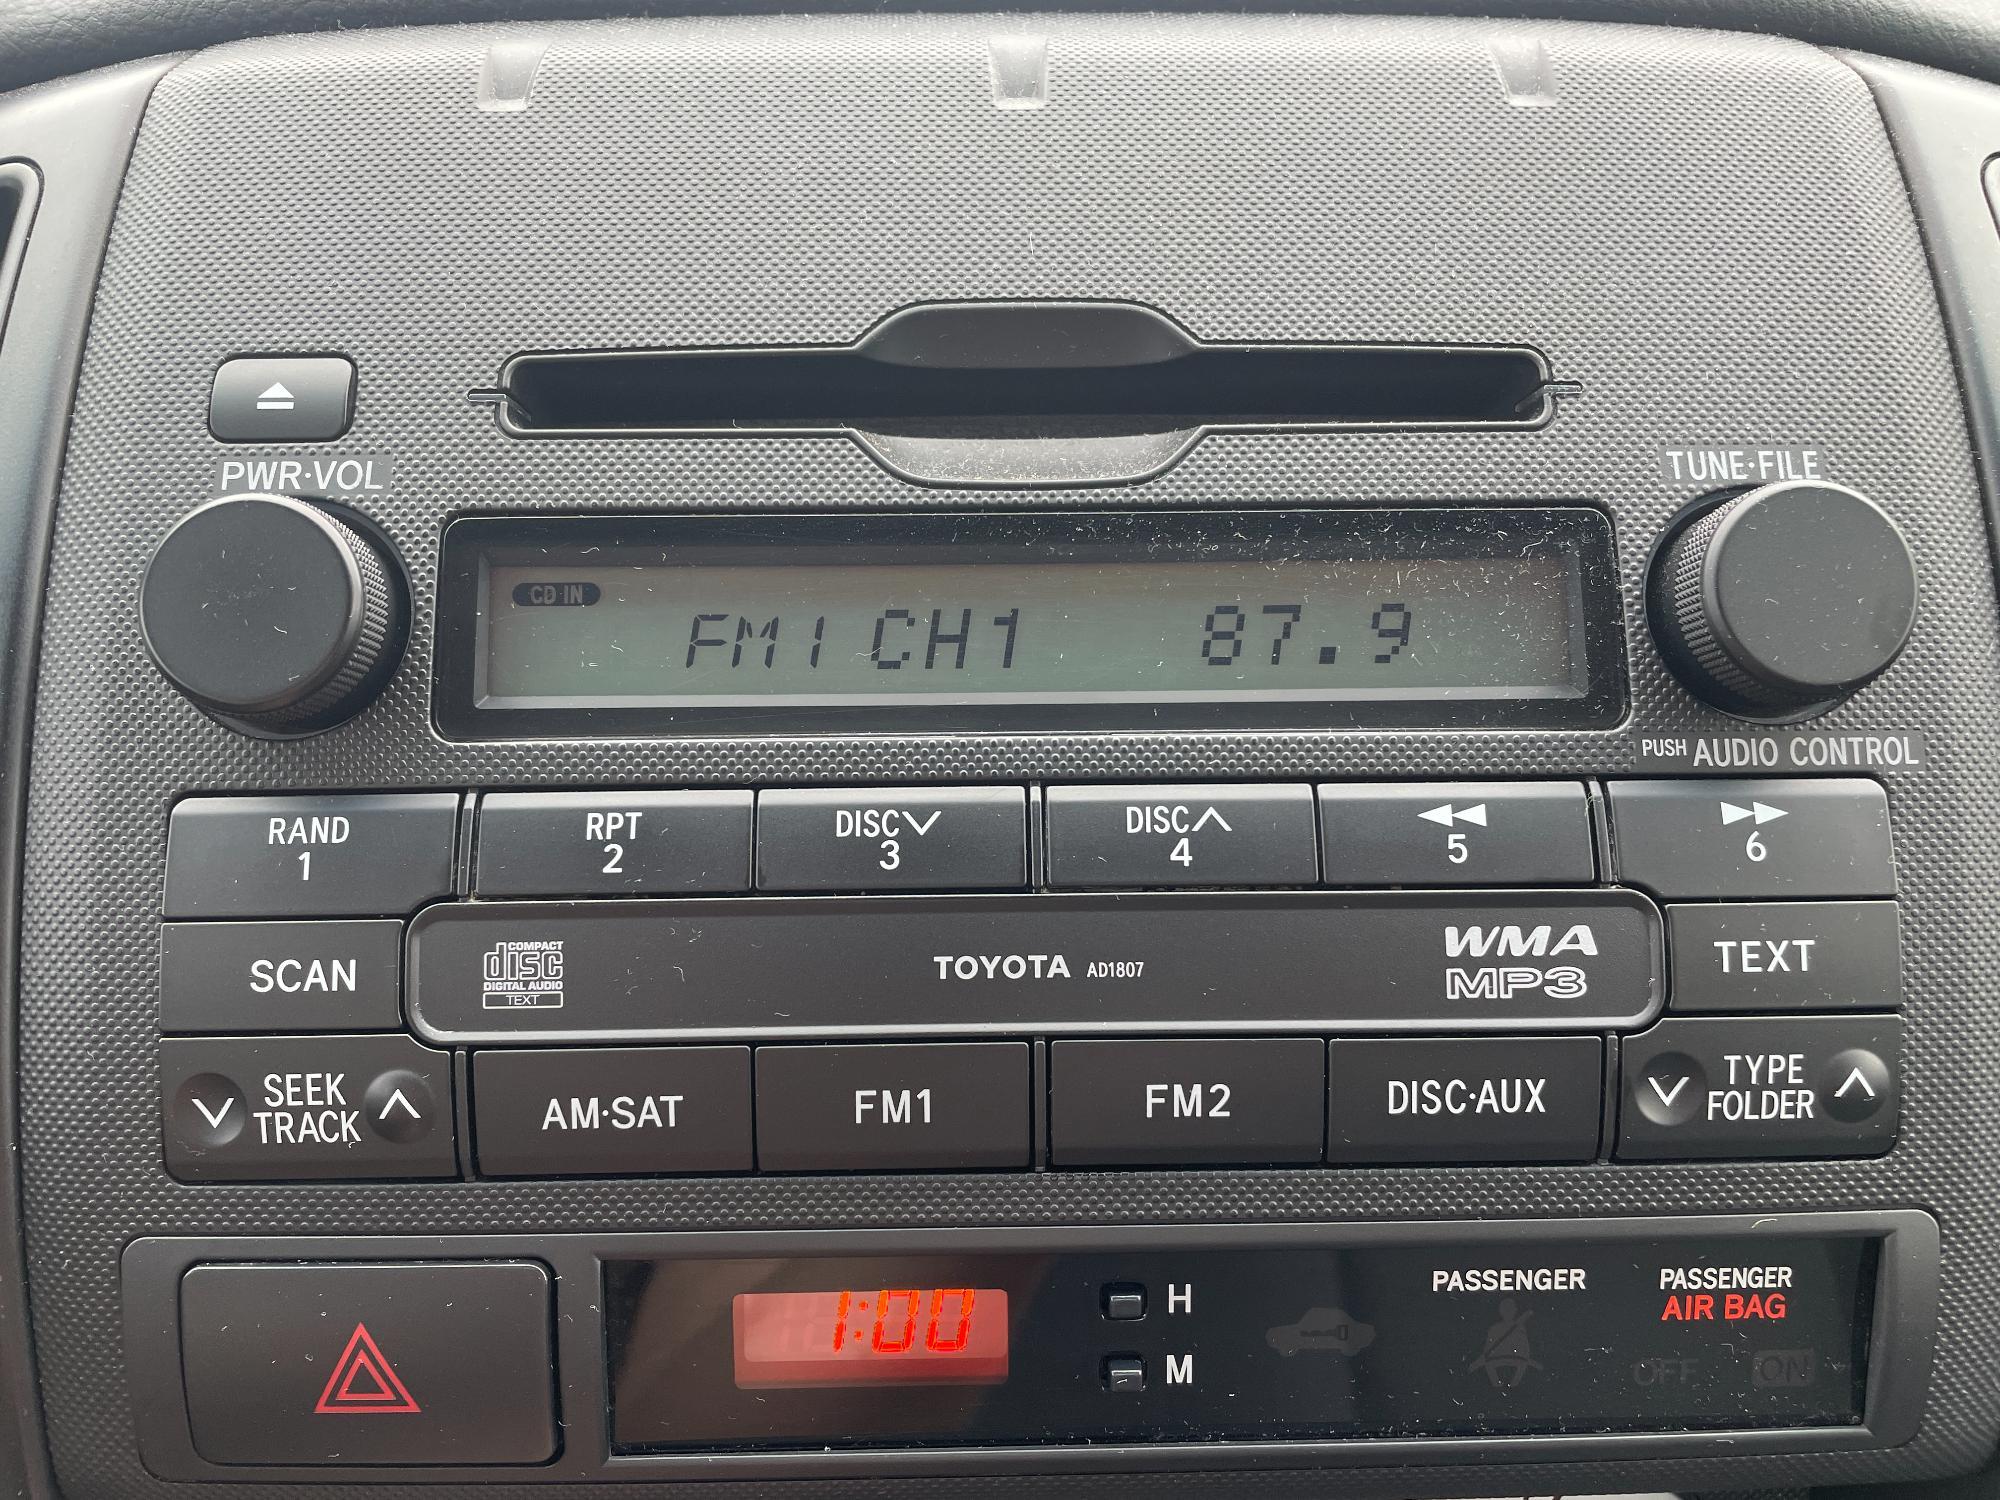 PWR·VOL
TUNE·FILE
CD IN
FM1 CH1 87.9
PUSH AUDIO CONTROL
RAND
1
RPT
2
DISC
3
DISC
4
5
6
SCAN
COMPACT
disc
DIGITAL AUDIO
TEXT
TOYOTA AD1807
WMA
MP3
TEXT
SEEK
TRACK
AM·SAT
FM1
FM2
DISC·AUX
TYPE
FOLDER
1:00
H
M
PASSENGER
PASSENGER
AIR BAG
OFF ON